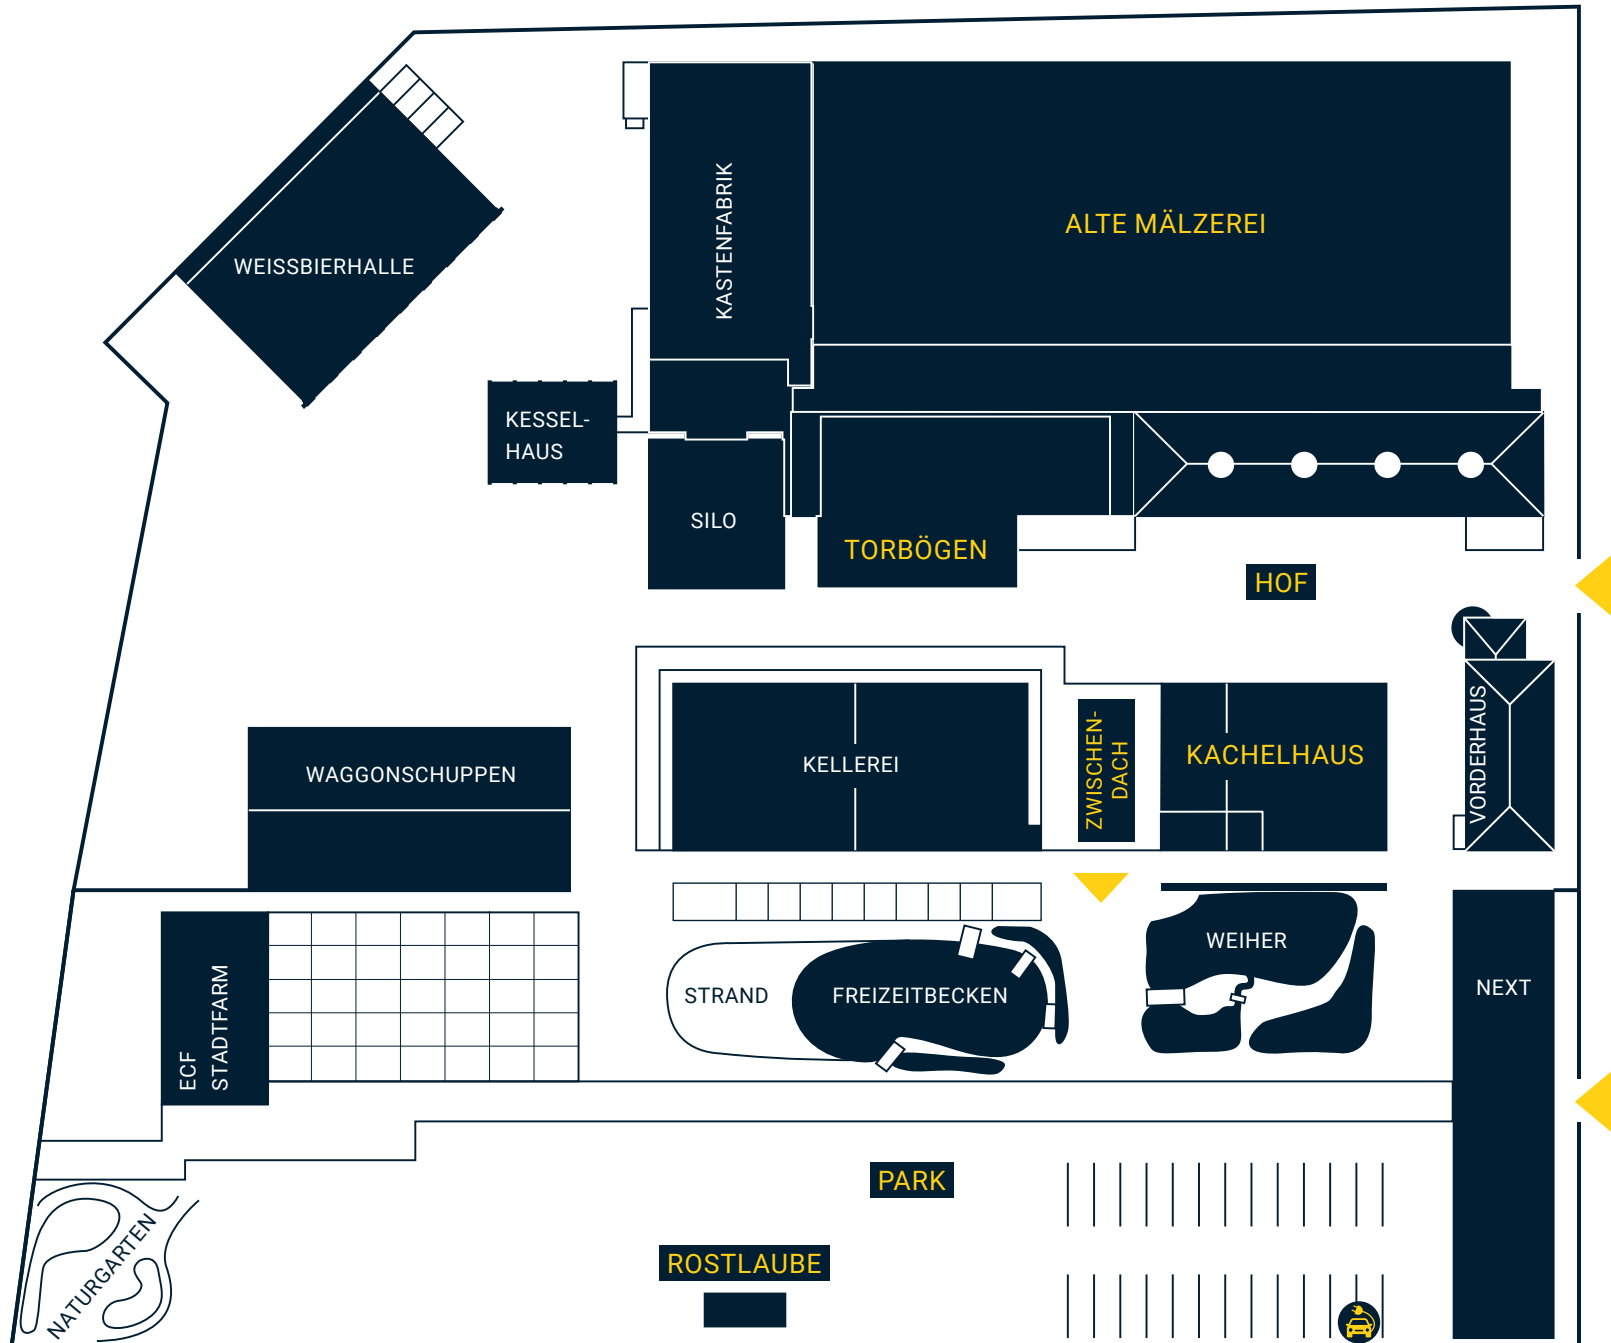 WEISSBIERHALLE
KASTENFABRIK
ALTE MÄLZEREI
KESSEL-
HAUS
SILO
TORBÖGEN
HOF
WAGGONSCHUPPEN
KELLEREI
ZWISCHEN-
DACH
KACHELHAUS
VORDERHAUS
ECF
STADTFARM
STRAND
FREIZEITBECKEN
WEIHER
NEXT
PARK
NATURGARTEN
ROSTLAUBE